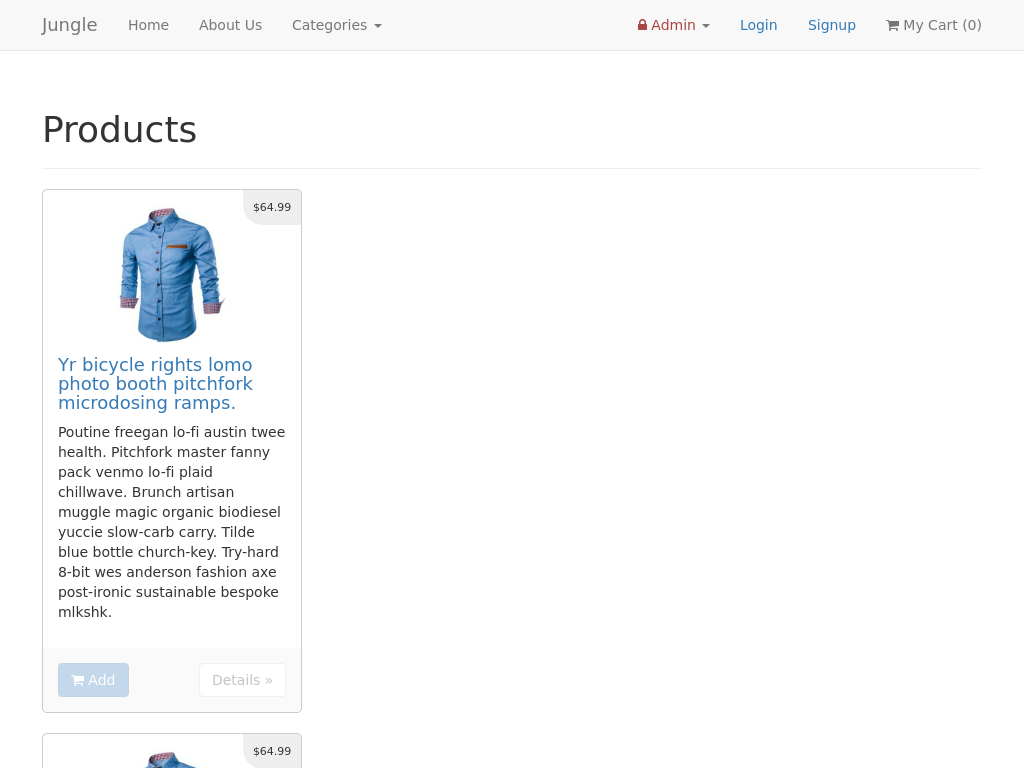 Jungle Home About Us Categories Admin Login Signup My Cart (0)
Products
$64.99
Yr bicycle rights lomo
photo booth pitchfork
microdosing ramps.
Poutine freegan lo-fi austin twee
health. Pitchfork master fanny
pack venmo lo-fi plaid
chillwave. Brunch artisan
muggle magic organic biodiesel
yuccie slow-carb carry. Tilde
blue bottle church-key. Try-hard
8-bit wes anderson fashion axe
post-ironic sustainable bespoke
mlkshk.
Add Details »
$64.99